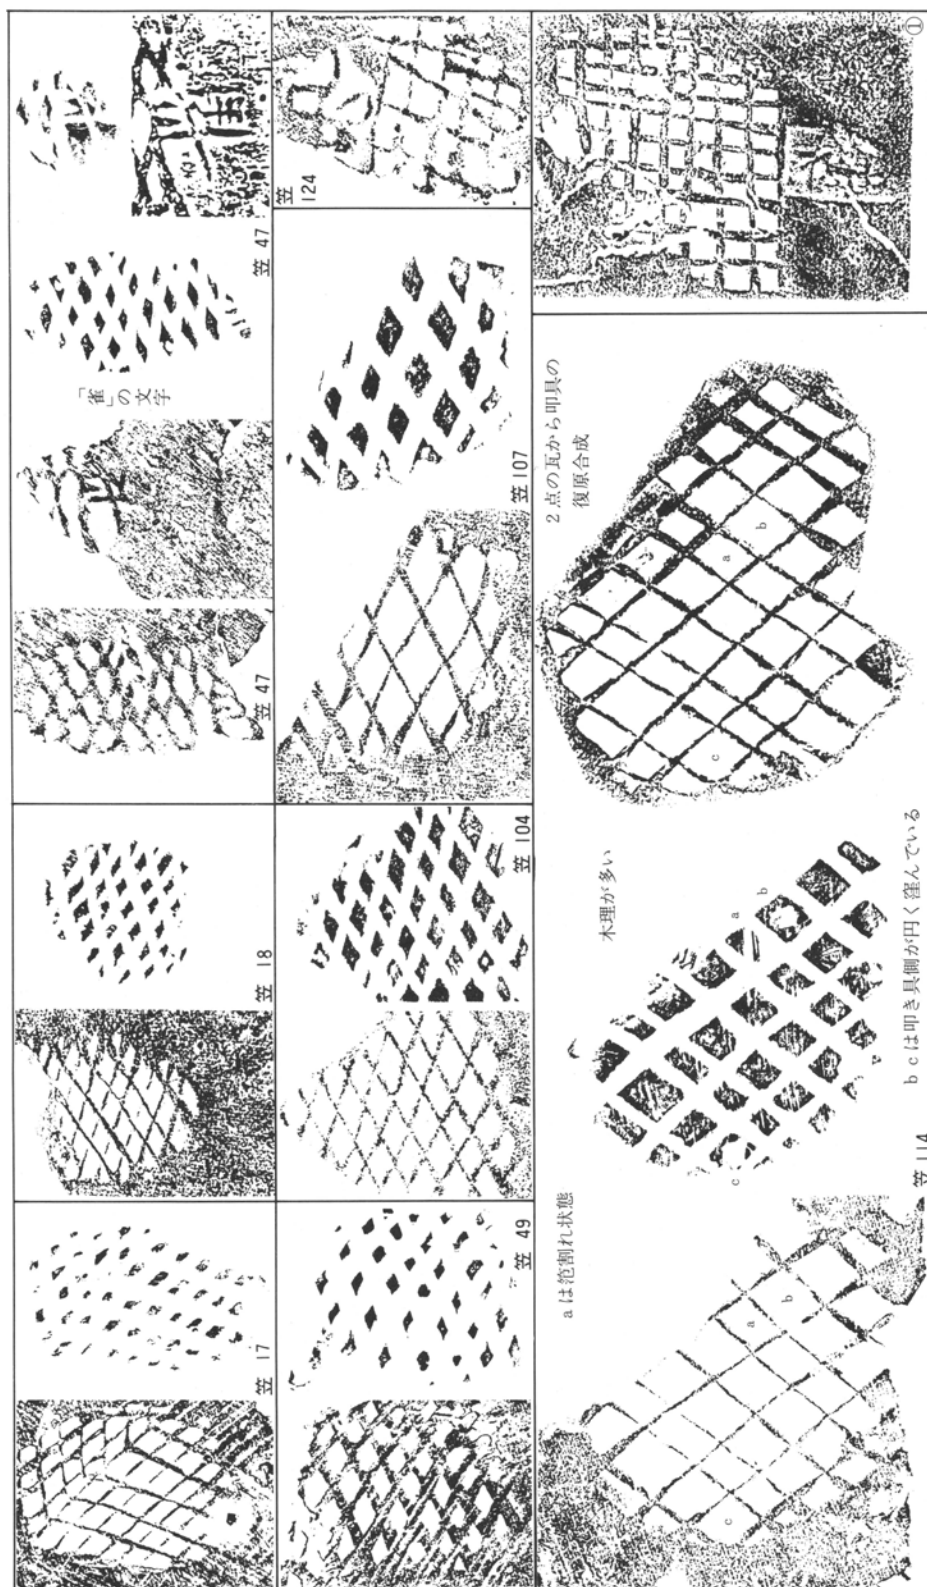 笠 17
笠 18
笠 47
「雀」の文字
笠 47
笠 49
笠 104
笠 107
笠 124
aは笵割れ状態
a
b
c
笠 114
木理が多い
a
b
c
b c は叩き具側が円く窪んでいる
2点の瓦から叩具の
復原合成
a
b
c
①